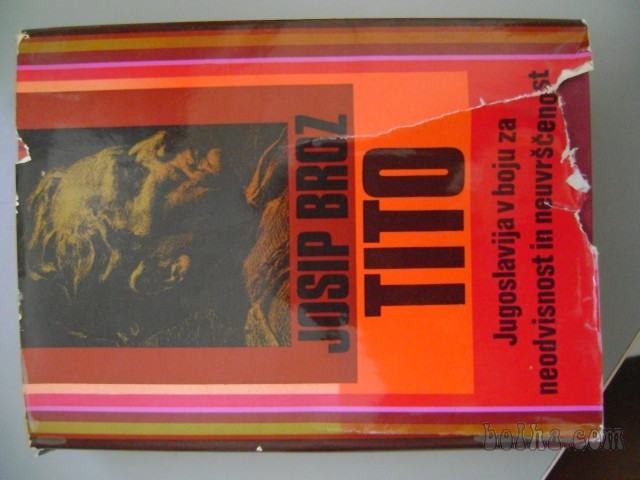 JOSIP BROZ
TITO
Jugoslavija v boju za
neodvisnost in neuvrščenost
bolha.com